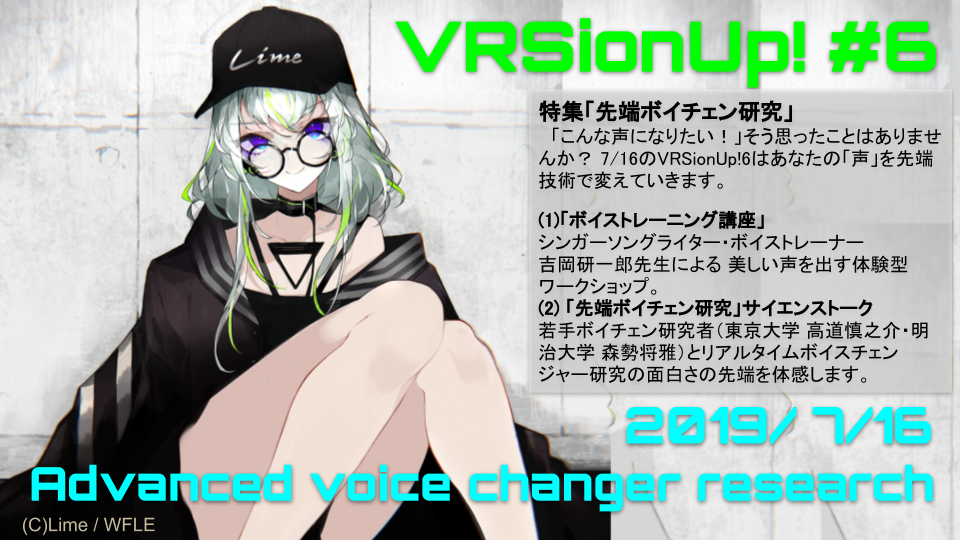 VRSionUp! #6
Lime
特集「先端ボイチェン研究」
「こんな声になりたい！」そう思ったことはありませ
んか？ 7/16のVRSionUp!6はあなたの「声」を先端
技術で変えていきます。
(1)「ボイストレーニング講座」
シンガーソングライター・ボイストレーナー
吉岡研一郎先生による 美しい声を出す体験型
ワークショップ。
(2) 「先端ボイチェン研究」サイエンストーク
若手ボイチェン研究者（東京大学 高道慎之介・明
治大学 森勢将雅）とリアルタイムボイスチェン
ジャー研究の面白さの先端を体感します。
2019/ 7/16
Advanced voice changer research
(C)Lime / WFLE